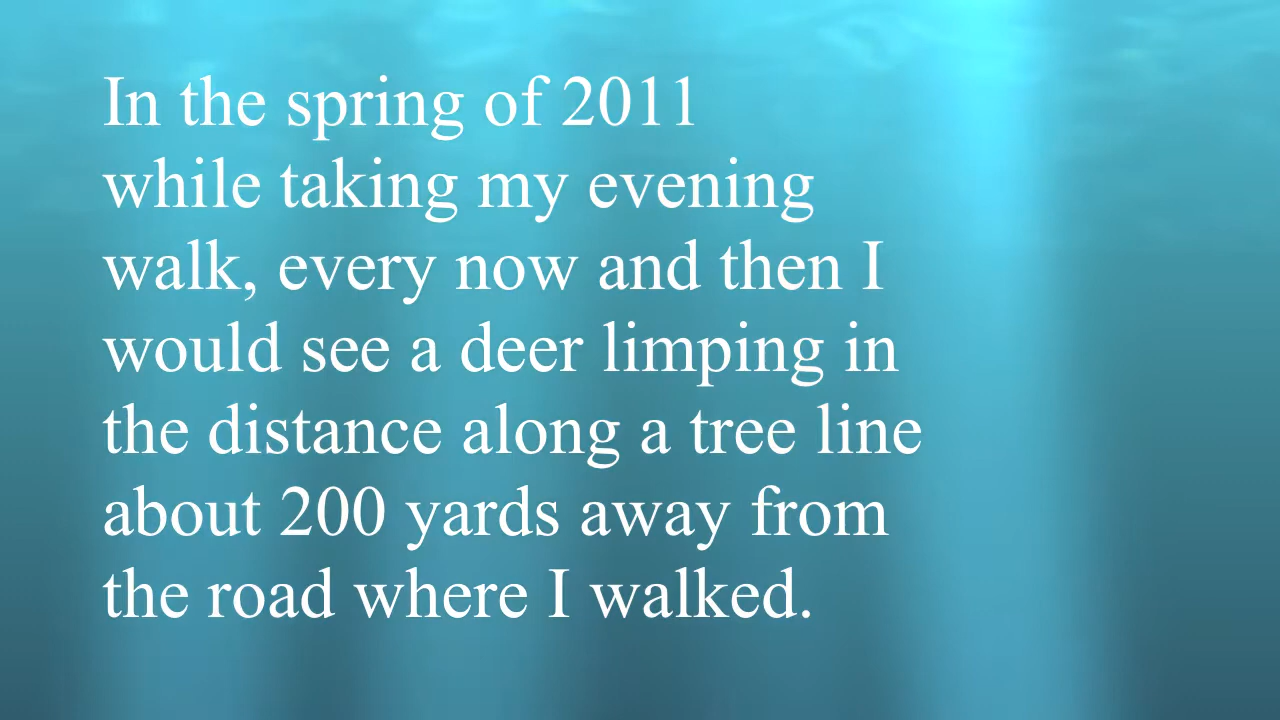 In the spring of 2011
while taking my evening
walk, every now and then I
would see a deer limping in
the distance along a tree line
about 200 yards away from
the road where I walked.